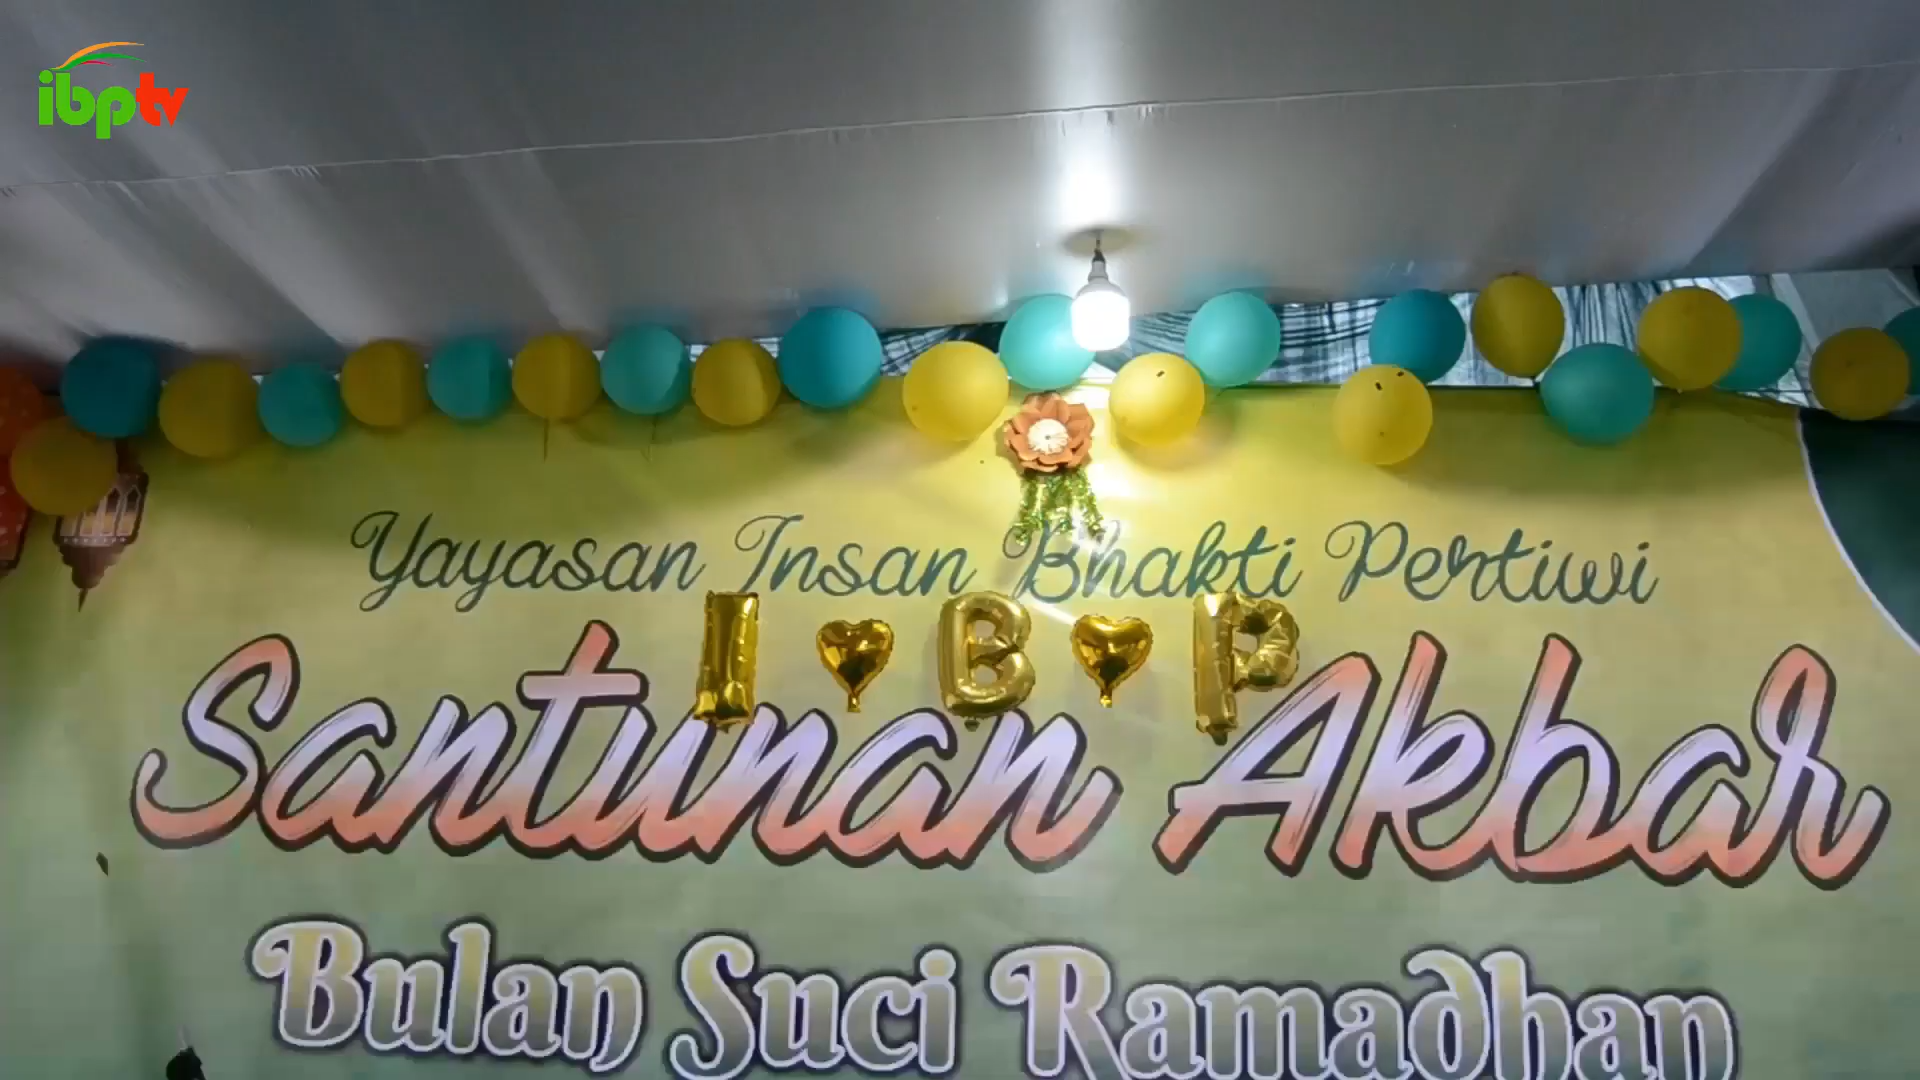 ibptv
Yayasan Insan Bhakti Pertiwi
I B P
Santunan Akbar
Bulan Suci Ramadhan